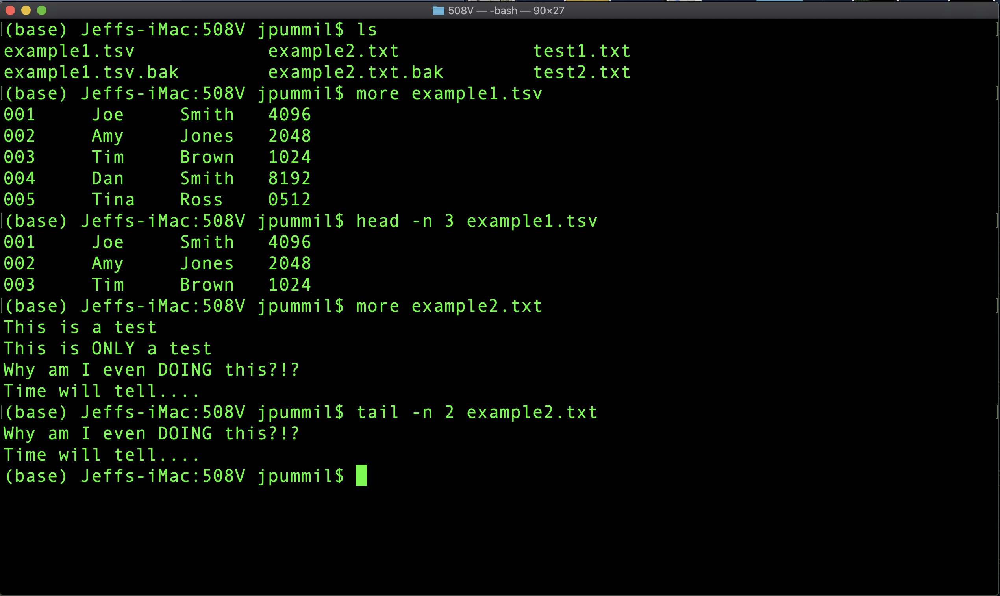 508V — -bash — 90×27
(base) Jeffs-iMac:508V jpummil$ ls
example1.tsv            example2.txt            test1.txt
example1.tsv.bak        example2.txt.bak        test2.txt
(base) Jeffs-iMac:508V jpummil$ more example1.tsv
001     Joe     Smith   4096
002     Amy     Jones   2048
003     Tim     Brown   1024
004     Dan     Smith   8192
005     Tina    Ross    0512
(base) Jeffs-iMac:508V jpummil$ head -n 3 example1.tsv
001     Joe     Smith   4096
002     Amy     Jones   2048
003     Tim     Brown   1024
(base) Jeffs-iMac:508V jpummil$ more example2.txt
This is a test
This is ONLY a test
Why am I even DOING this?!?
Time will tell....
(base) Jeffs-iMac:508V jpummil$ tail -n 2 example2.txt
Why am I even DOING this?!?
Time will tell....
(base) Jeffs-iMac:508V jpummil$